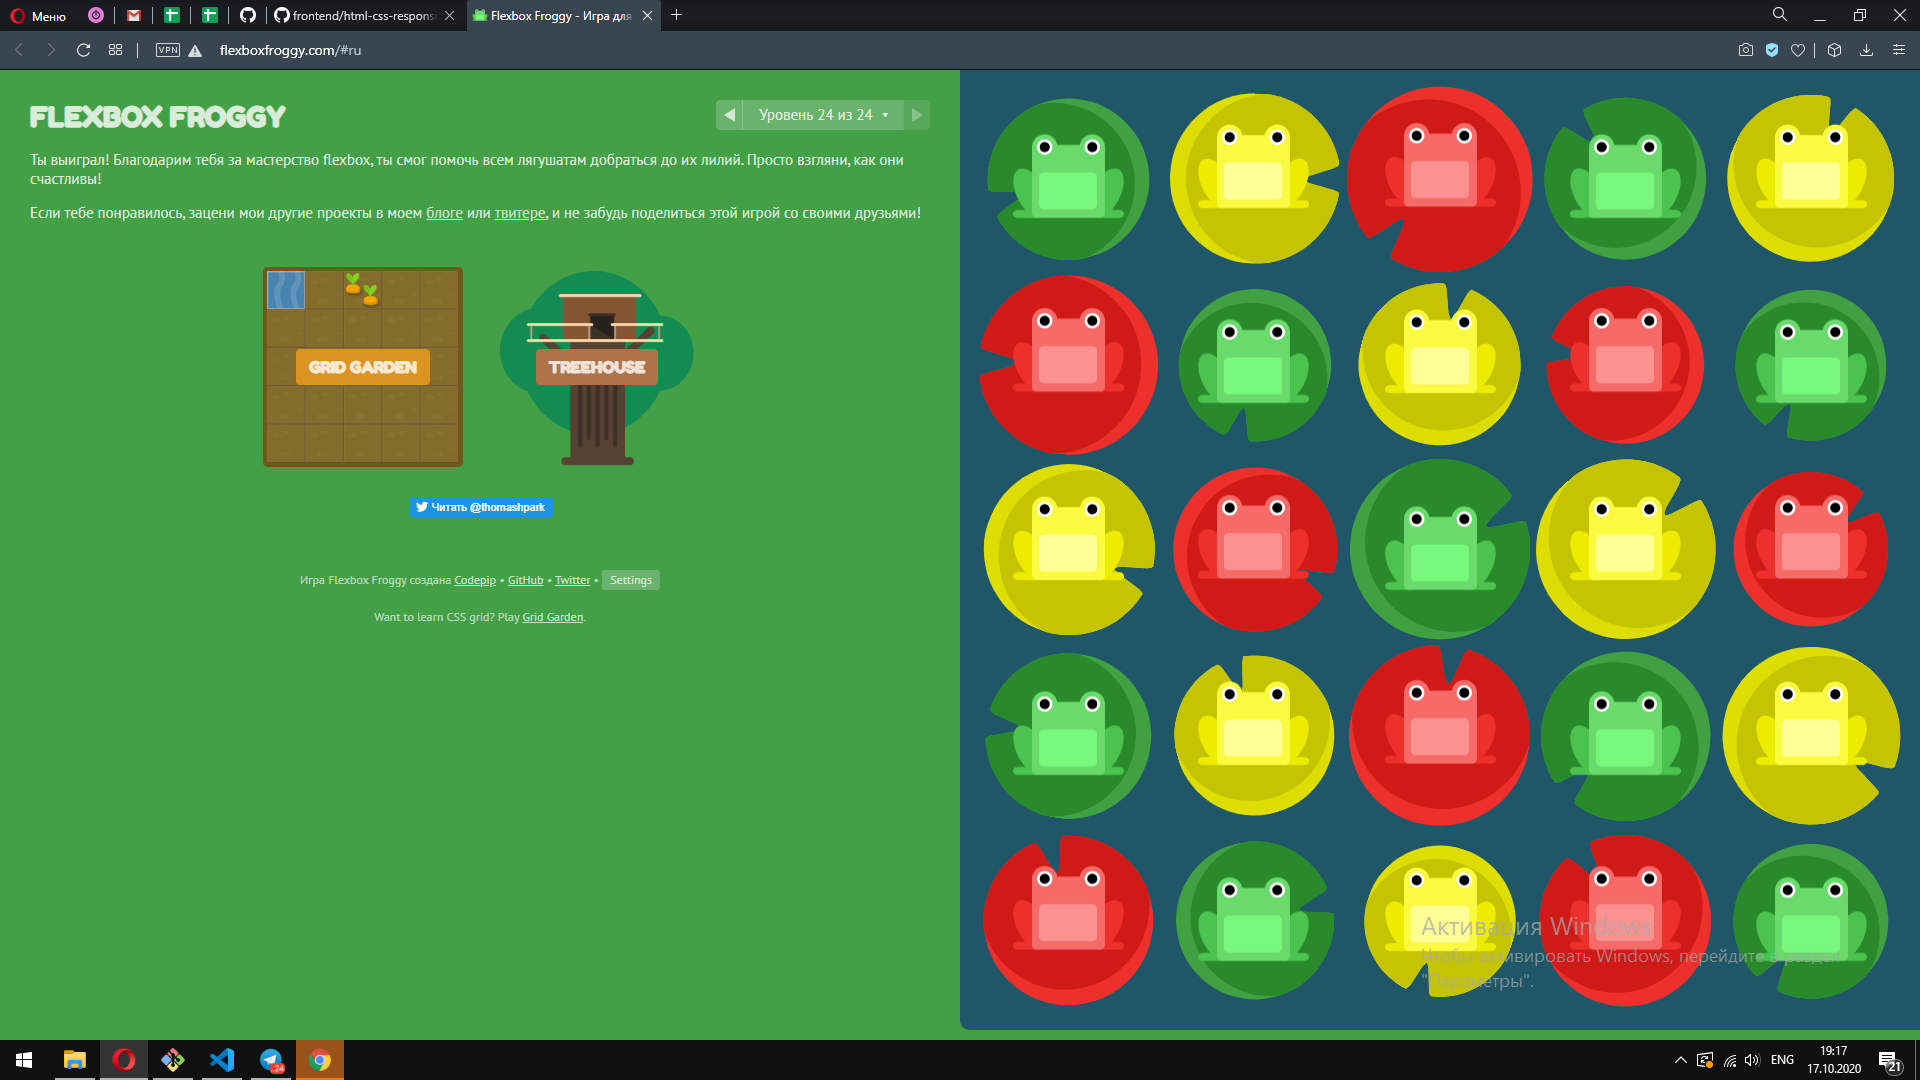 Меню
frontend/html-css-respons
Flexbox Froggy - Игра для
VPN
flexboxfroggy.com/#ru
FLEXBOX FROGGY
Уровень 24 из 24
Ты выиграл! Благодарим тебя за мастерство flexbox, ты смог помочь всем лягушатам добраться до их лилий. Просто взгляни, как они
счастливы!
Если тебе понравилось, зацени мои другие проекты в моем блоге или твитере, и не забудь поделиться этой игрой со своими друзьями!
GRID GARDEN
TREEHOUSE
Читать @thomashpark
Игра Flexbox Froggy создана Codepip • GitHub • Twitter • Settings
Want to learn CSS grid? Play Grid Garden.
Активация Windows
Чтобы активировать Windows, перейдите в раздел
"Параметры".
24
ENG
19:17
17.10.2020
21